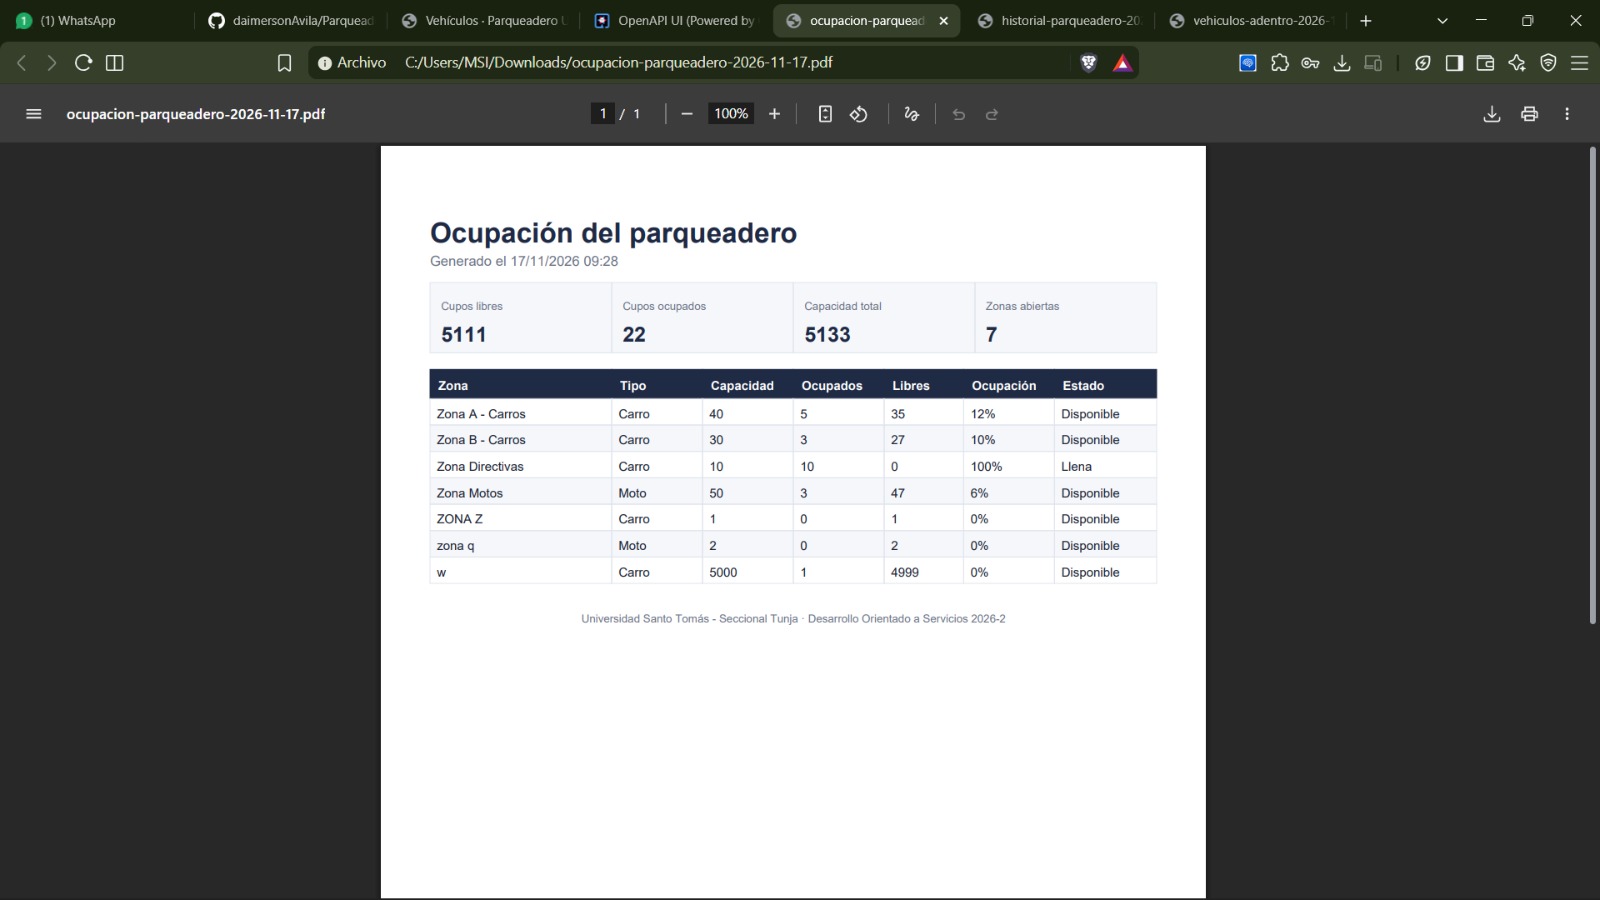 (1) WhatsApp
daimersonAvila/Parquead
Vehículos · Parqueadero U
OpenAPI UI (Powered by
ocupacion-parquead
historial-parqueadero-20
vehiculos-adentro-2026-1
Archivo C:/Users/MSI/Downloads/ocupacion-parqueadero-2026-11-17.pdf
ocupacion-parqueadero-2026-11-17.pdf 1 / 1 100%
Ocupación del parqueadero
Generado el 17/11/2026 09:28
Cupos libres Cupos ocupados Capacidad total Zonas abiertas
5111 22 5133 7
Zona Tipo Capacidad Ocupados Libres Ocupación Estado
Zona A - Carros Carro 40 5 35 12% Disponible
Zona B - Carros Carro 30 3 27 10% Disponible
Zona Directivas Carro 10 10 0 100% Llena
Zona Motos Moto 50 3 47 6% Disponible
ZONA Z Carro 1 0 1 0% Disponible
zona q Moto 2 0 2 0% Disponible
w Carro 5000 1 4999 0% Disponible
Universidad Santo Tomás - Seccional Tunja · Desarrollo Orientado a Servicios 2026-2